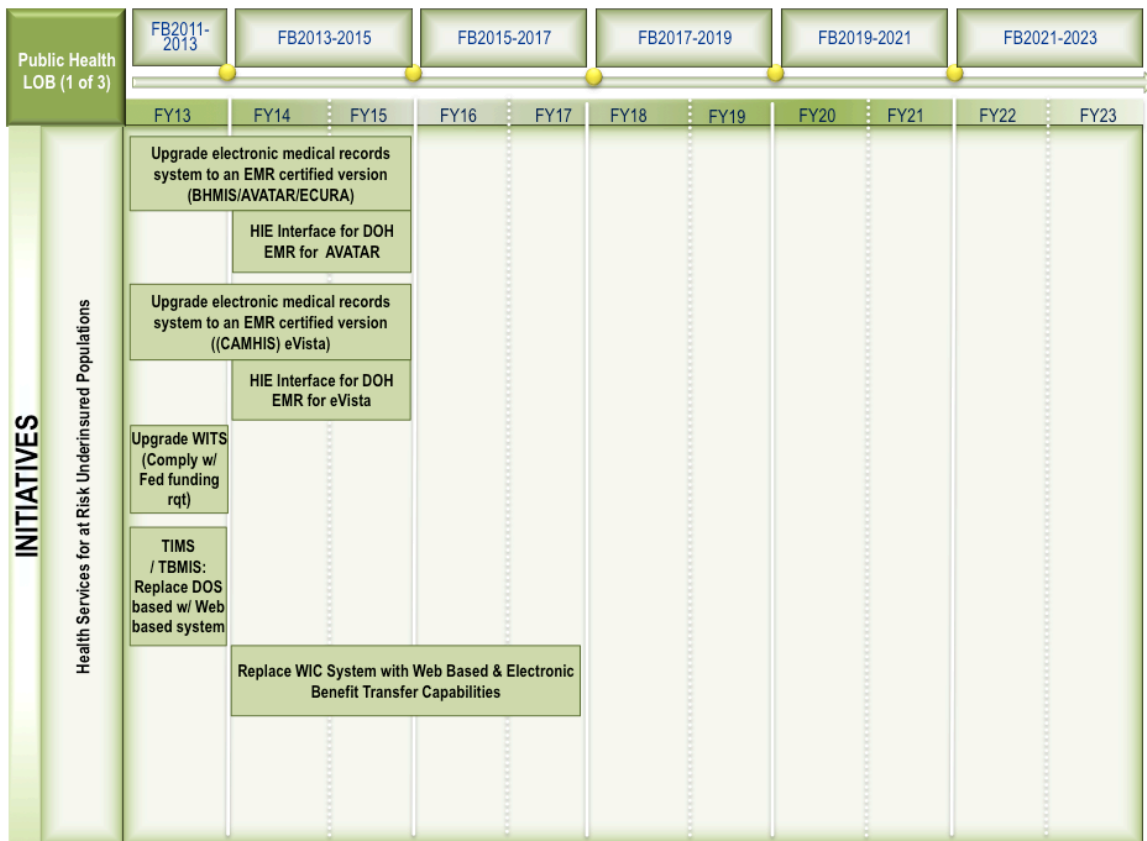 Public Health
LOB (1 of 3)
FB2011-
2013
FB2013-2015
FB2015-2017
FB2017-2019
FB2019-2021
FB2021-2023
FY13
FY14
FY15
FY16
FY17
FY18
FY19
FY20
FY21
FY22
FY23
INITIATIVES
Health Services for at Risk Underinsured Populations
Upgrade electronic medical records
system to an EMR certified version
(BHMIS/AVATAR/ECURA)
HIE Interface for DOH
EMR for AVATAR
Upgrade electronic medical records
system to an EMR certified version
((CAMHIS) eVista)
HIE Interface for DOH
EMR for eVista
Upgrade WITS
(Comply w/
Fed funding
rqt)
TIMS
/ TBMIS:
Replace DOS
based w/ Web
based system
Replace WIC System with Web Based & Electronic
Benefit Transfer Capabilities